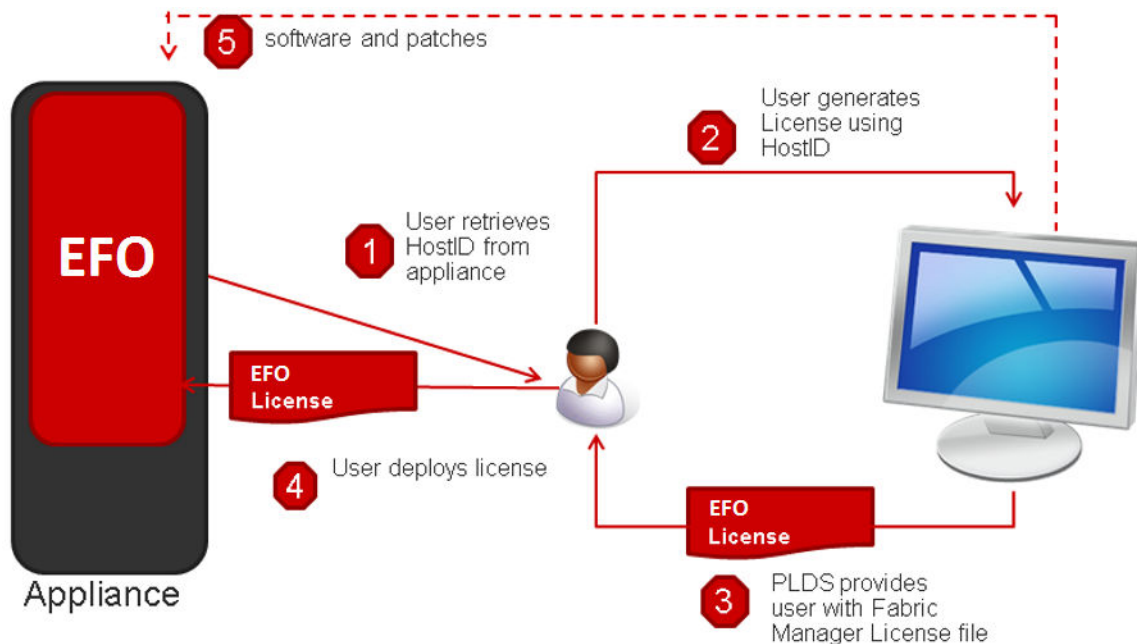 5
software and patches
EFO
Appliance
1
User retrieves
HostID from
appliance
2
User generates
License using
HostID
EFO
License
3
PLDS provides
user with Fabric
Manager License file
EFO
License
4
User deploys license